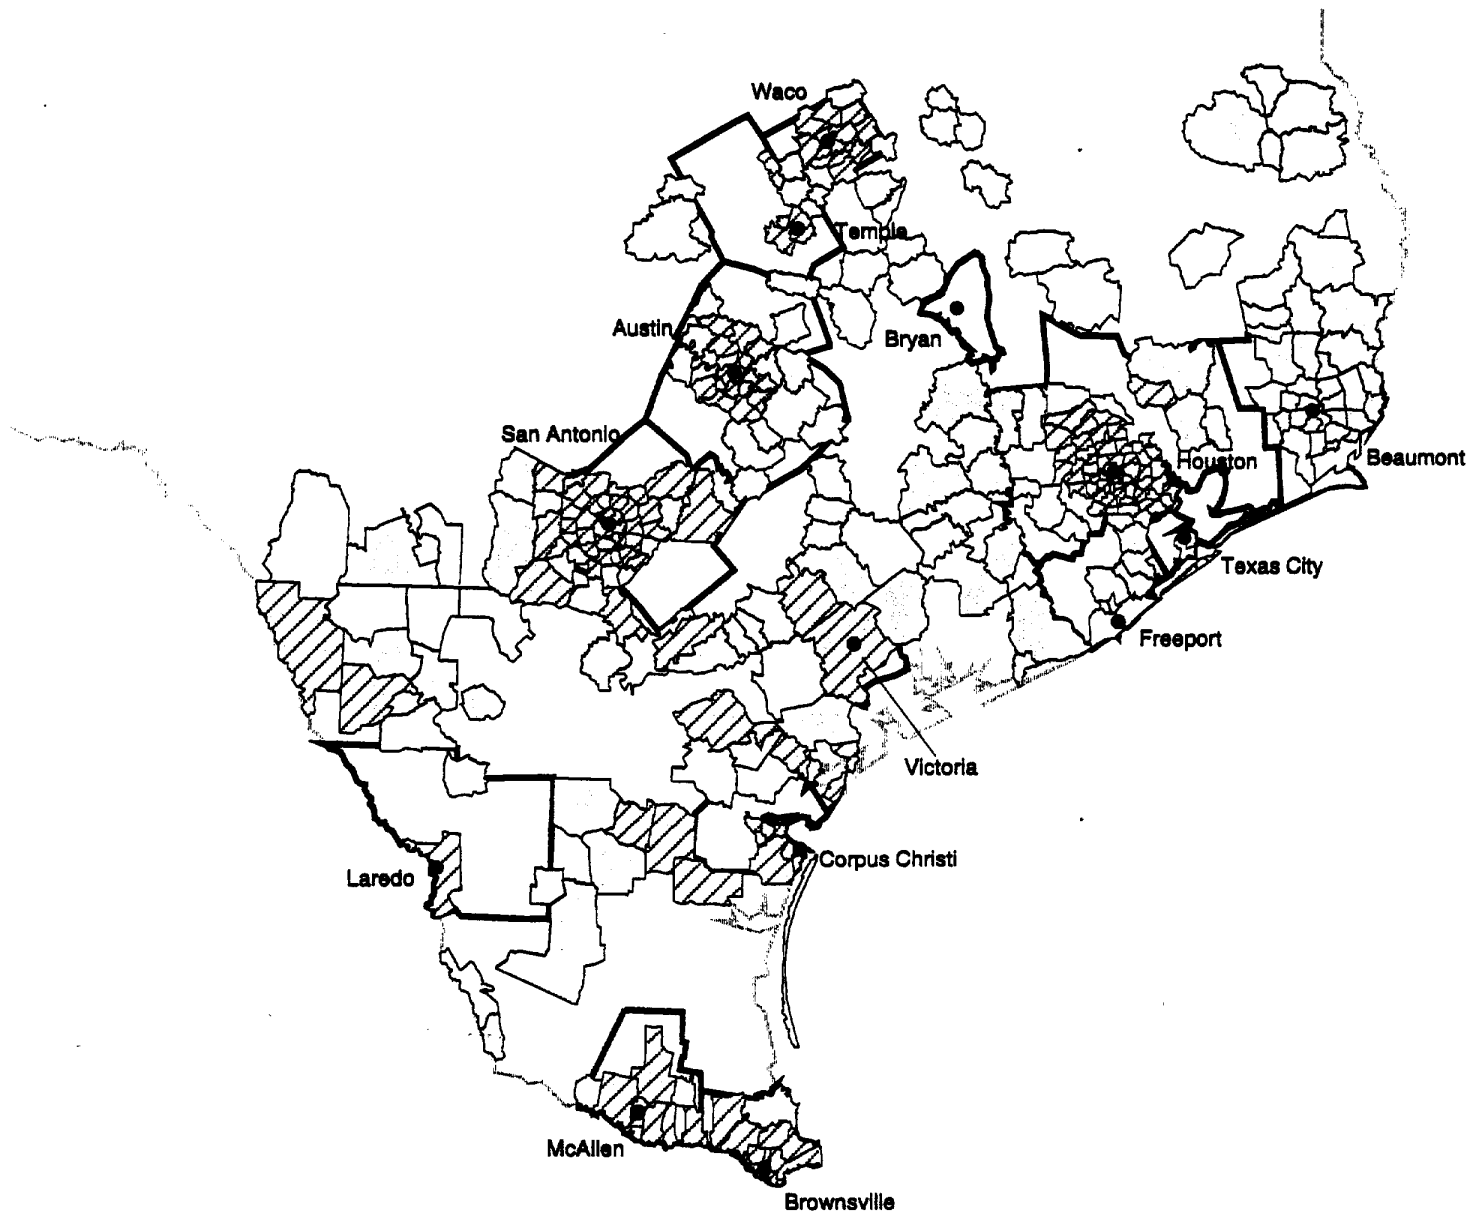 Waco
Temple
Austin
Bryan
San Antonio
Houston
Beaumont
Texas City
Freeport
Victoria
Corpus Christi
Laredo
McAllen
Brownsville